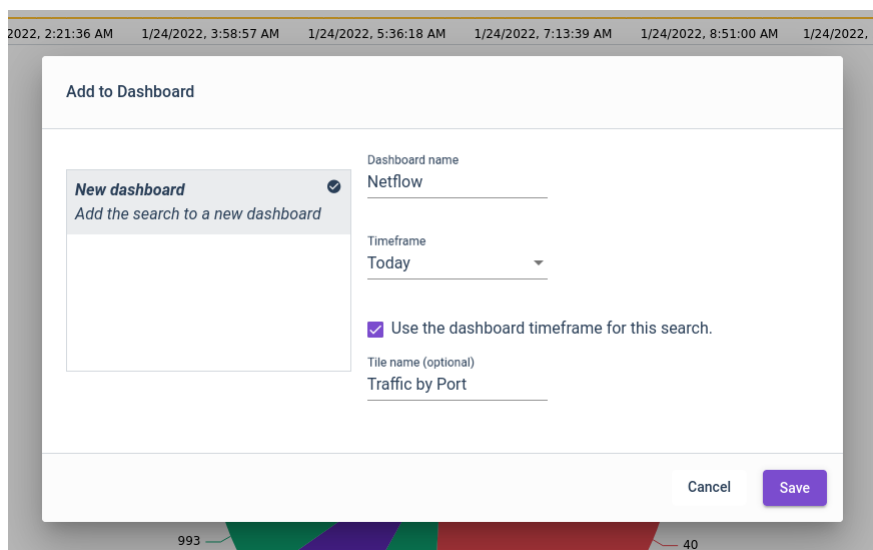 2022, 2:21:36 AM 1/24/2022, 3:58:57 AM 1/24/2022, 5:36:18 AM 1/24/2022, 7:13:39 AM 1/24/2022, 8:51:00 AM 1/24/2022,
Add to Dashboard
New dashboard
Add the search to a new dashboard
Dashboard name
Netflow
Timeframe
Today
Use the dashboard timeframe for this search.
Tile name (optional)
Traffic by Port
Cancel Save
993 40